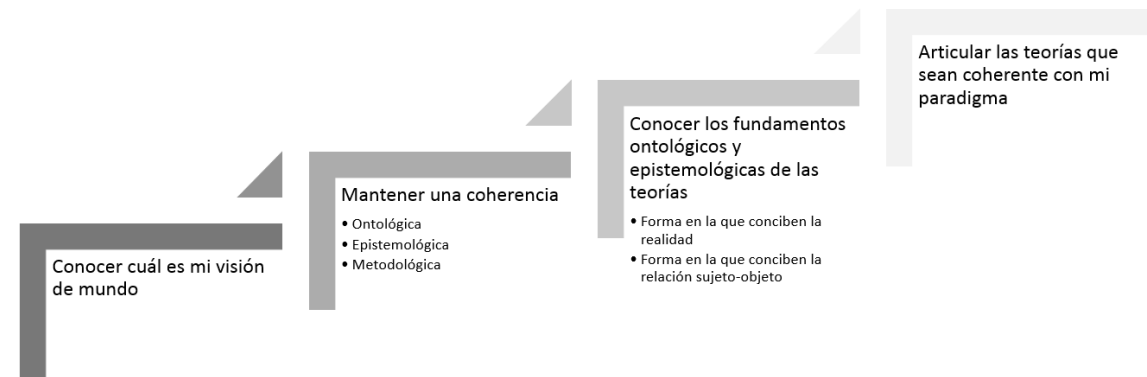 Conocer cuál es mi visión
de mundo
Mantener una coherencia
• Ontológica
• Epistemológica
• Metodológica
Conocer los fundamentos
ontológicos y
epistemológicas de las
teorías
• Forma en la que conciben la
realidad
• Forma en la que conciben la
relación sujeto-objeto
Articular las teorías que
sean coherente con mi
paradigma